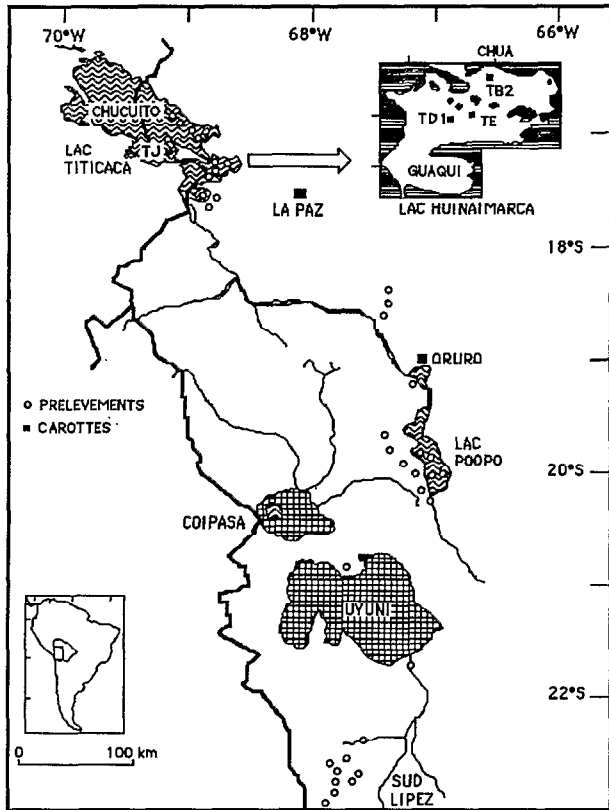 70°W
68°W
66°W
CHUA
TB2
TD1
TE
GUAQUI
LAC HUINAIMARCA
CHUCUITO
TJ
LAC
TITICACA
LA PAZ
18°S
ORURO
○ PRELEVEMENTS
■ CAROTTES
LAC
POOPO
20°S
COIPASA
UYUNI
22°S
0 100 km
SUD
LIPEZ